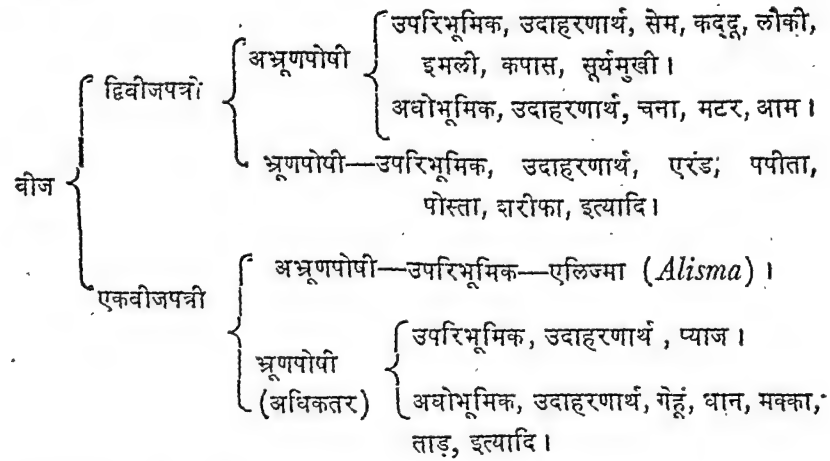 उपरिभूमिक, उदाहरणार्थ, सेम, कद्दू, लौकी,
अभ्रूणपोषी
इमली, कपास, सूर्यमुखी।
द्विबीजपत्री
अधोभूमिक, उदाहरणार्थ, चना, मटर, आम।
भ्रूणपोषी—उपरिभूमिक, उदाहरणार्थ, एरंड; पपीता,
बीज
पोस्ता, शरीफा, इत्यादि।
अभ्रूणपोषी—उपरिभूमिक—एलिज्मा (Alisma)।
एकबीजपत्री
उपरिभूमिक, उदाहरणार्थ, प्याज।
भ्रूणपोषी
(अधिकतर)
अधोभूमिक, उदाहरणार्थ, गेहूं, धान, मक्का,
ताड़, इत्यादि।